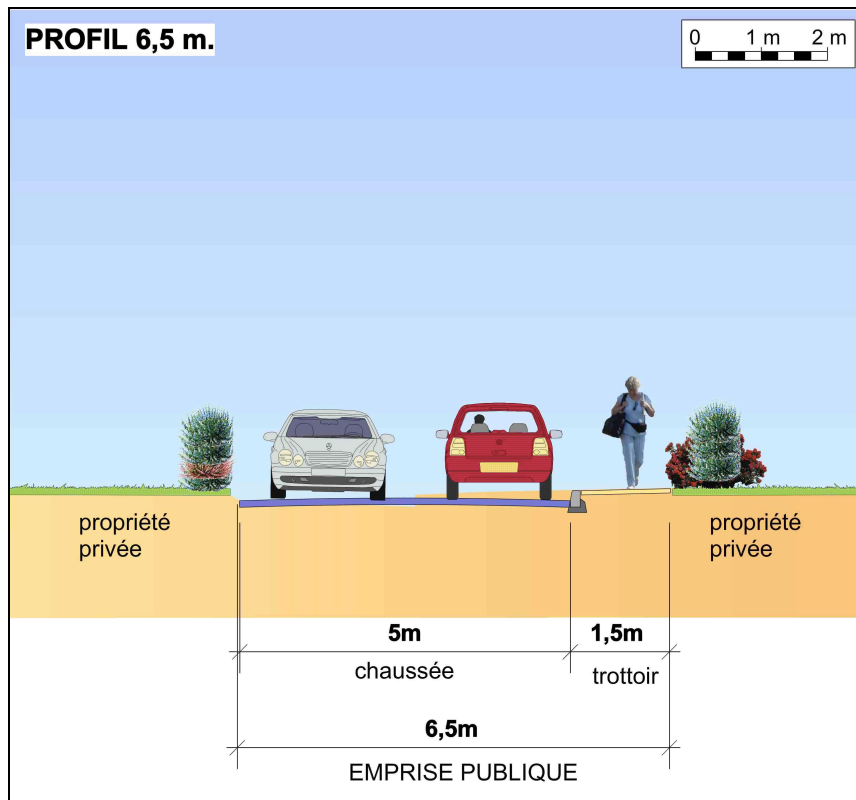 PROFIL 6,5 m.
0 1 m 2 m
propriété
privée
propriété
privée
5m
1,5m
chaussée
trottoir
6,5m
EMPRISE PUBLIQUE